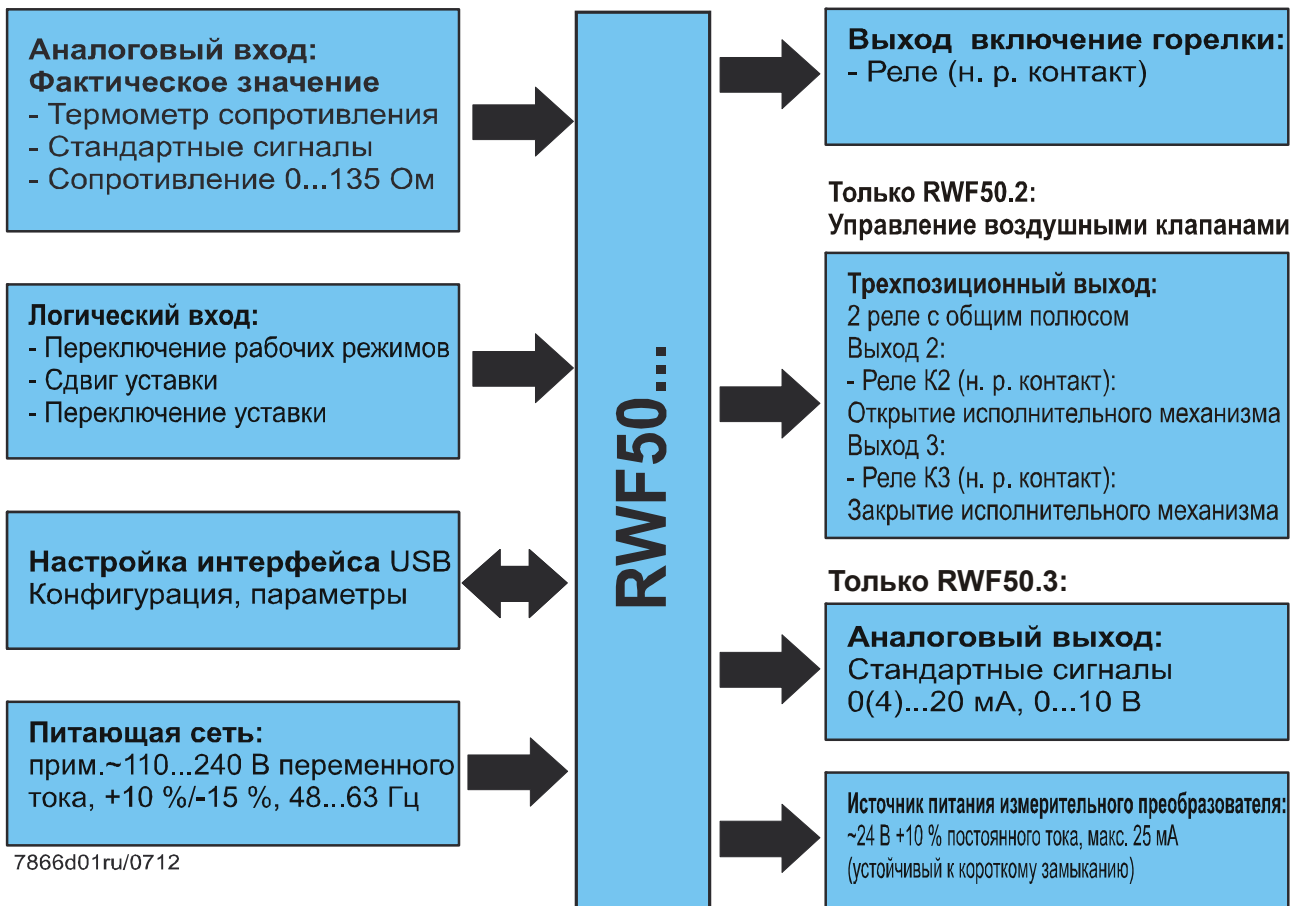 Аналоговый вход:
Фактическое значение
- Термометр сопротивления
- Стандартные сигналы
- Сопротивление 0...135 Ом
Логический вход:
- Переключение рабочих режимов
- Сдвиг уставки
- Переключение уставки
Настройка интерфейса USB
Конфигурация, параметры
Питающая сеть:
прим.~110...240 В переменного
тока, +10 %/-15 %, 48...63 Гц
7866d01ru/0712
RWF50...
Выход включение горелки:
- Реле (н. р. контакт)
Только RWF50.2:
Управление воздушными клапанами
Трехпозиционный выход:
2 реле с общим полюсом
Выход 2:
- Реле К2 (н. р. контакт):
Открытие исполнительного механизма
Выход 3:
- Реле К3 (н. р. контакт):
Закрытие исполнительного механизма
Только RWF50.3:
Аналоговый выход:
Стандартные сигналы
0(4)...20 мА, 0...10 В
Источник питания измерительного преобразователя:
~24 В +10 % постоянного тока, макс. 25 мА
(устойчивый к короткому замыканию)